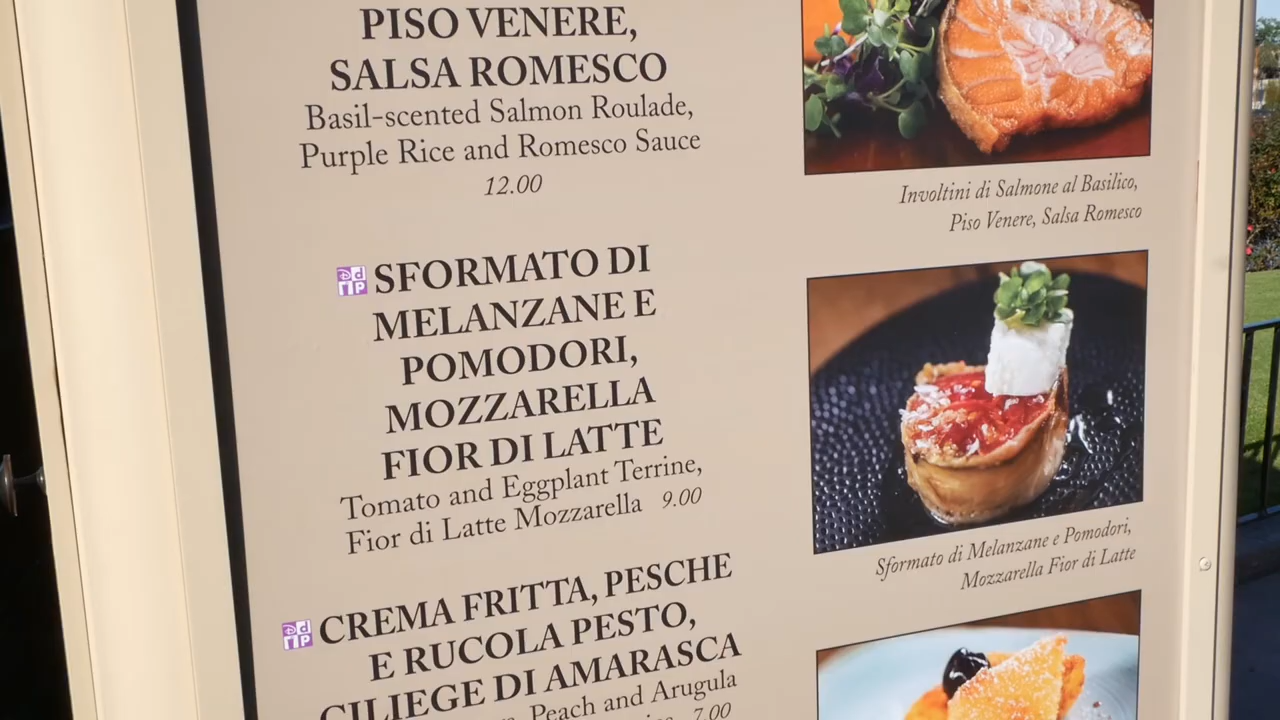 PISO VENERE,
SALSA ROMESCO
Basil-scented Salmon Roulade,
Purple Rice and Romesco Sauce
12.00
Involtini di Salmone al Basilico,
Piso Venere, Salsa Romesco
DdTP SFORMATO DI
MELANZANE E
POMODORI,
MOZZARELLA
FIOR DI LATTE
Tomato and Eggplant Terrine,
Fior di Latte Mozzarella 9.00
Sformato di Melanzane e Pomodori,
Mozzarella Fior di Latte
DdTP CREMA FRITTA, PESCHE
E RUCOLA PESTO,
CILIEGE DI AMARASCA
Peach and Arugula
7.00